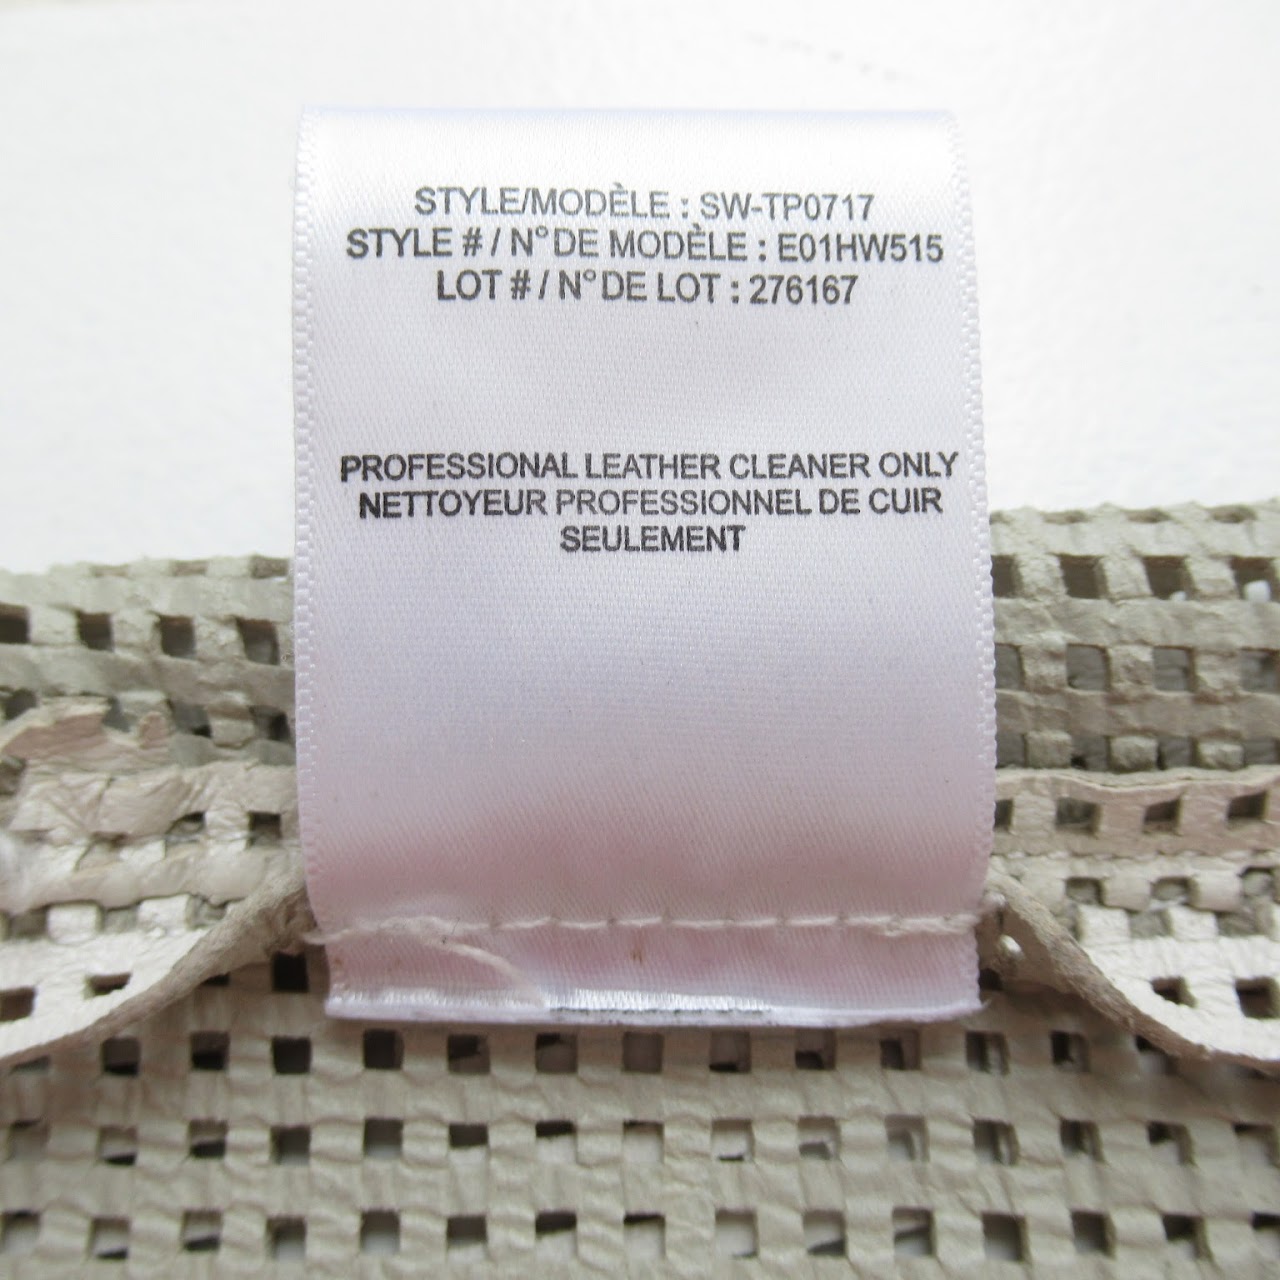 STYLE/MODÈLE : SW-TP0717
STYLE # / N° DE MODÈLE : E01HW515
LOT # / N° DE LOT : 276167
PROFESSIONAL LEATHER CLEANER ONLY
NETTOYEUR PROFESSIONNEL DE CUIR
SEULEMENT